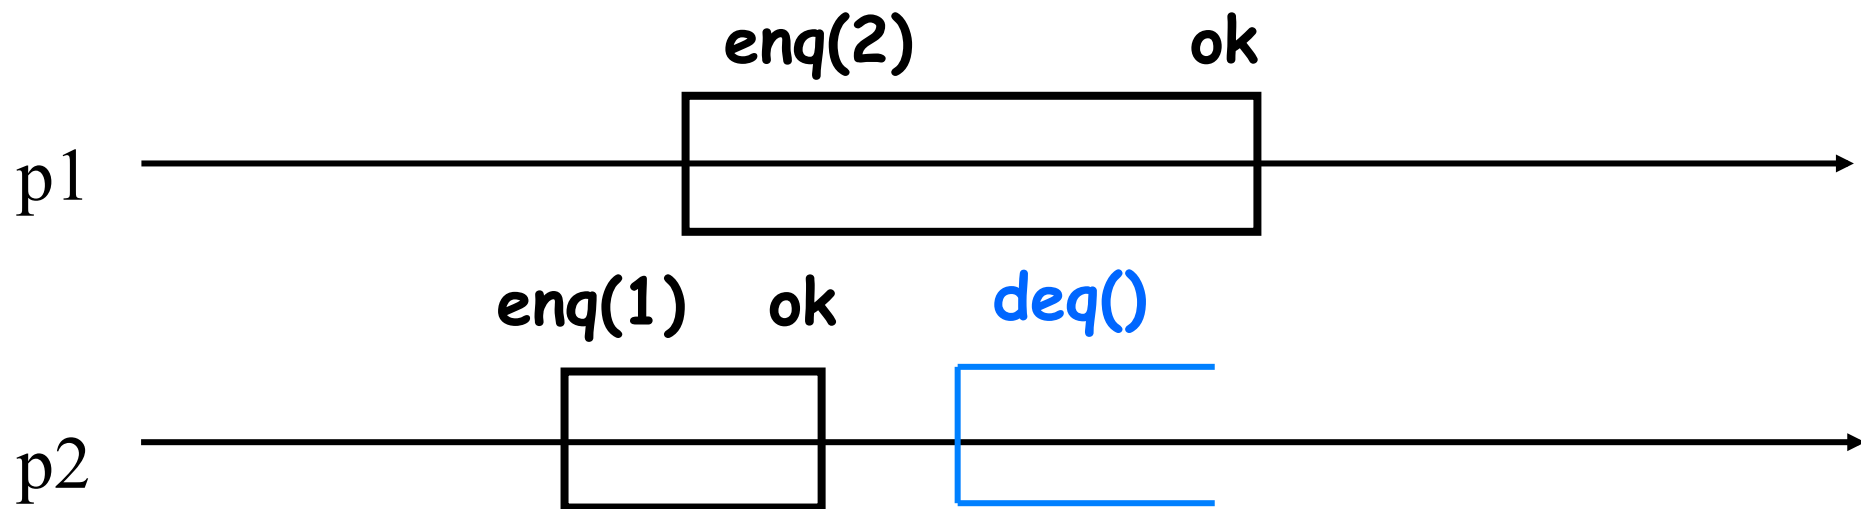 enq(2) ok
p1
enq(1) ok deq()
p2